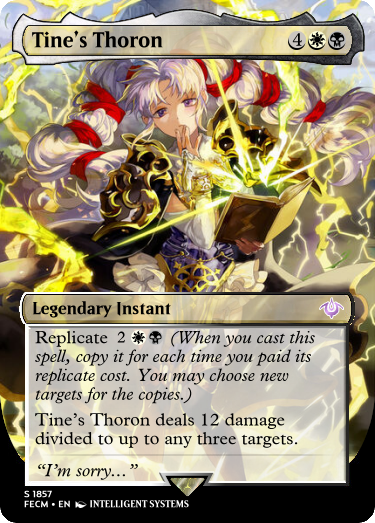 Tine's Thoron 4
Legendary Instant
Replicate 2 (When you cast this
spell, copy it for each time you paid its
replicate cost. You may choose new
targets for the copies.)
Tine's Thoron deals 12 damage
divided to up to any three targets.
“I'm sorry…”
S 1857
FECM • EN INTELLIGENT SYSTEMS